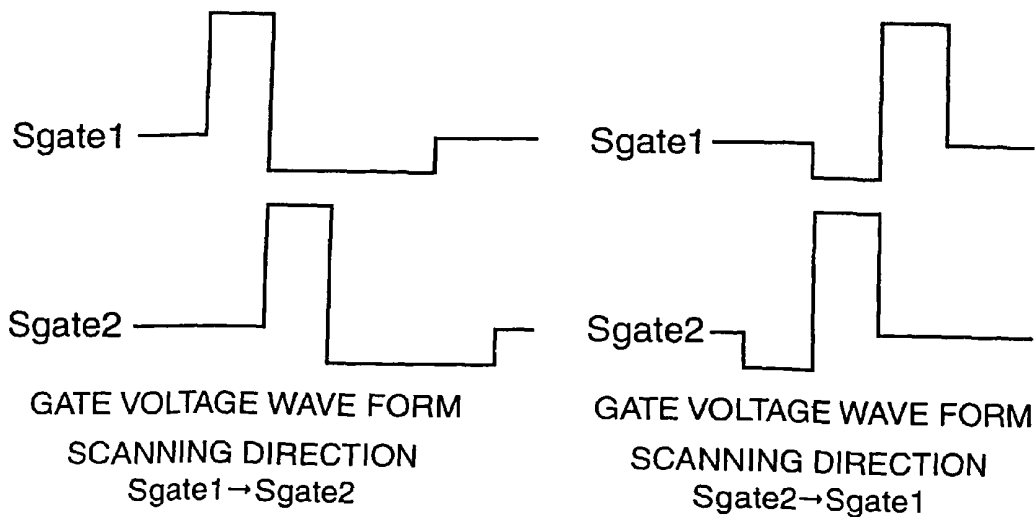 Sgate1
Sgate2
GATE VOLTAGE WAVE FORM
SCANNING DIRECTION
Sgate1→Sgate2
Sgate1
Sgate2
GATE VOLTAGE WAVE FORM
SCANNING DIRECTION
Sgate2→Sgate1